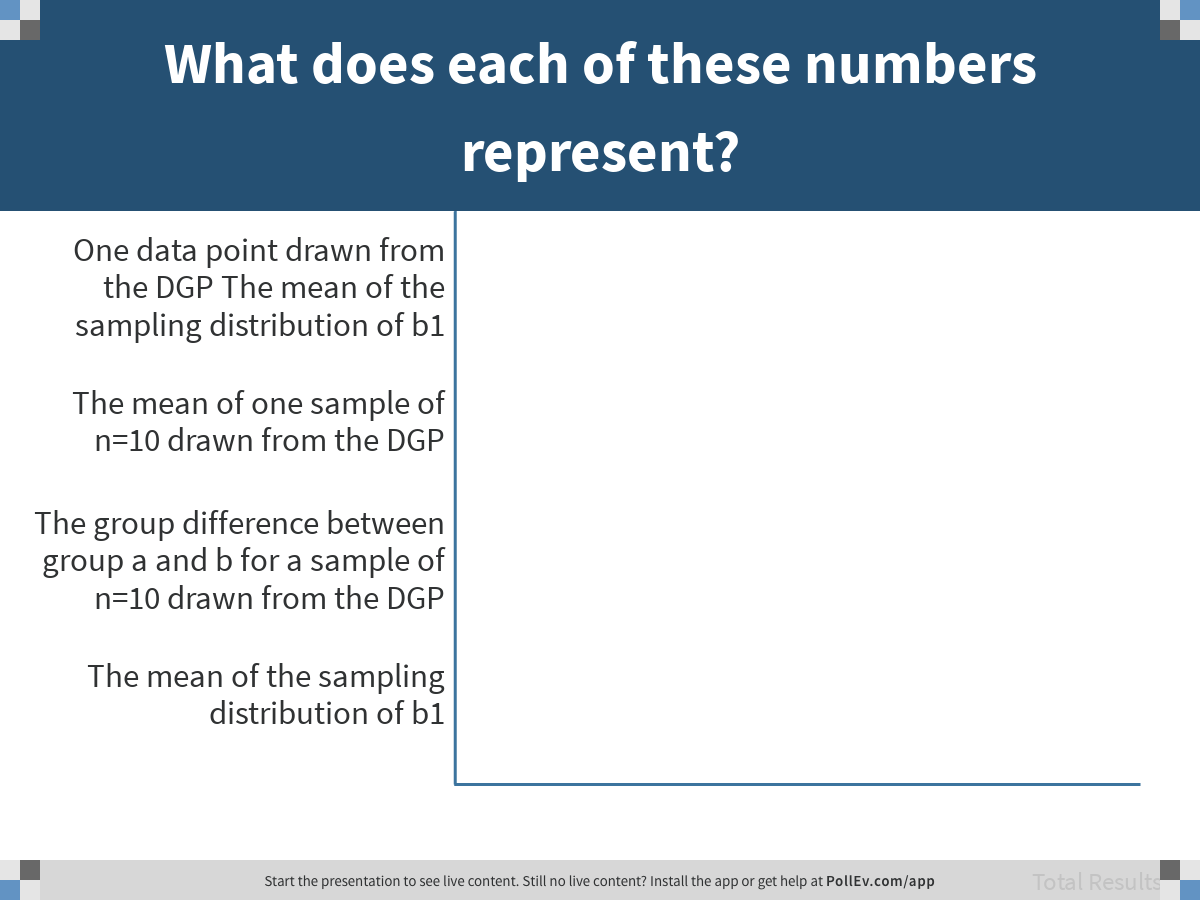 What does each of these numbers
represent?
One data point drawn from
the DGP The mean of the
sampling distribution of b1
The mean of one sample of
n=10 drawn from the DGP
The group difference between
group a and b for a sample of
n=10 drawn from the DGP
The mean of the sampling
distribution of b1
Start the presentation to see live content. Still no live content? Install the app or get help at PollEv.com/app
Total Results